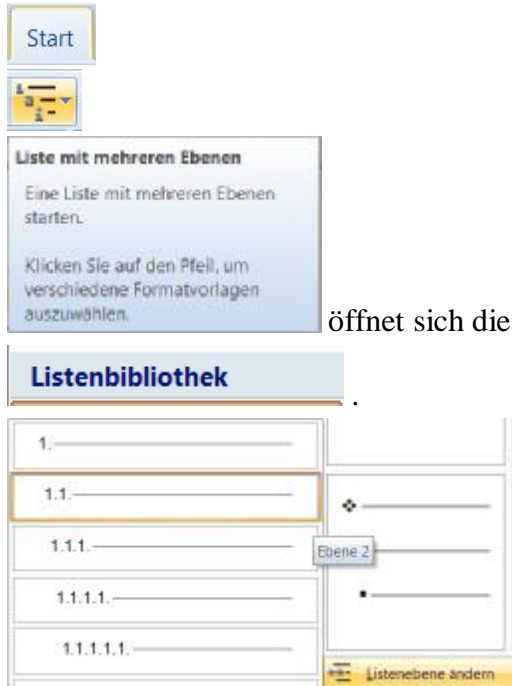 Start
Liste mit mehreren Ebenen
Eine Liste mit mehreren Ebenen
starten.
Klicken Sie auf den Pfeil, um
verschiedene Formatvorlagen
auszuwählen.
öffnet sich die
Listenbibliothek
.
1.
1.1.
1.1.1.
Ebene 2
1.1.1.1.
1.1.1.1.1.
Listenebene ändern